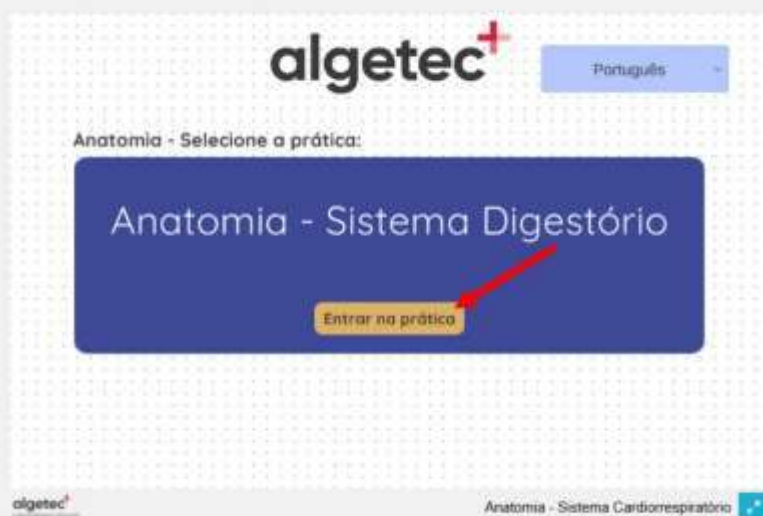 algetec
Português
Anatomia - Selecione a prática:
Anatomia - Sistema Digestório
Entrar na prática
algetec
Anatomia - Sistema Cardiorrespiratório